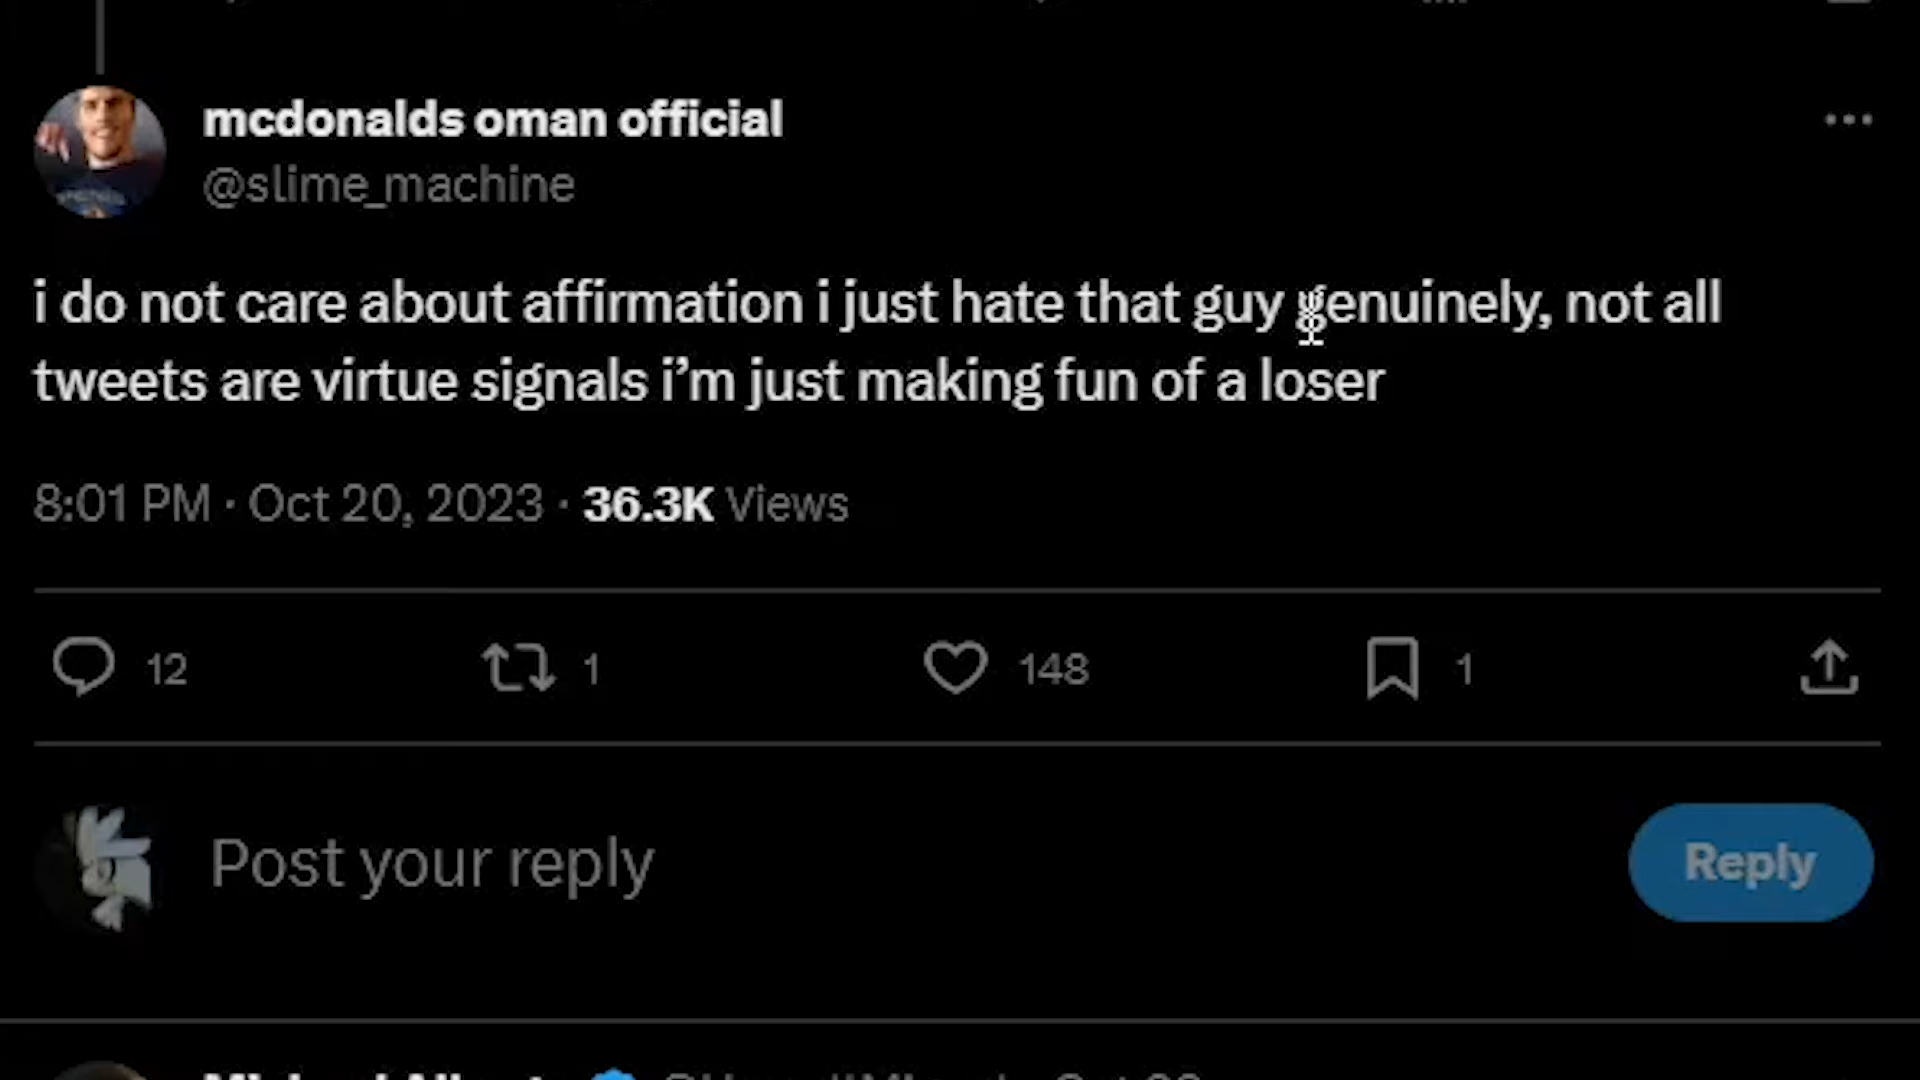 mcdonalds oman official
@slime_machine
i do not care about affirmation i just hate that guy genuinely, not all
tweets are virtue signals i’m just making fun of a loser
8:01 PM · Oct 20, 2023 · 36.3K Views
12 1 148 1
Post your reply
Reply